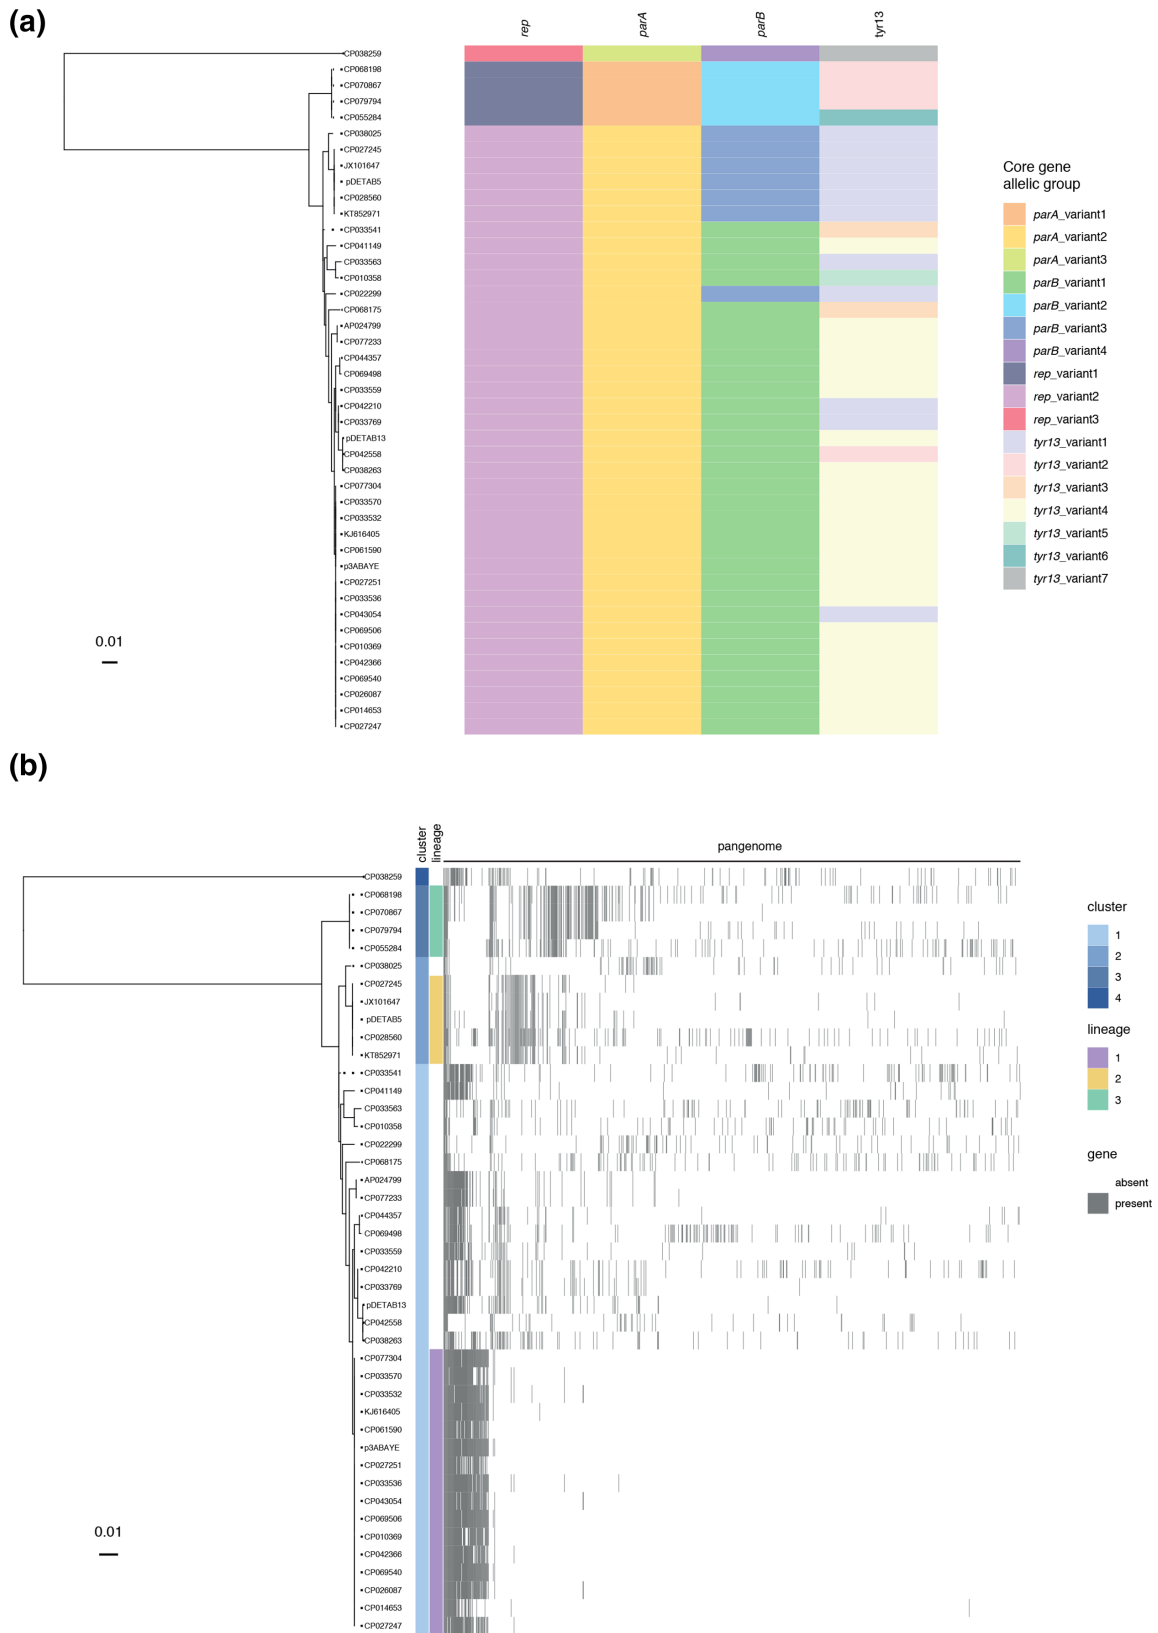 (a)
rep
parA
parB
tyr13
CP038259
CP068198
CP070867
CP079794
CP055284
CP038025
CP027245
JX101647
pDETAB5
CP028560
KT852971
CP033541
CP041149
CP033563
CP010358
CP022299
CP068175
AP024799
CP077233
CP044357
CP069498
CP033559
CP042210
CP033769
pDETAB13
CP042558
CP038263
CP077304
CP033570
CP033532
KJ616405
CP061590
p3ABAYE
CP027251
CP033536
CP043054
CP069506
CP010369
CP042366
CP069540
CP026087
CP014653
CP027247
0.01
Core gene
allelic group
parA_variant1
parA_variant2
parA_variant3
parB_variant1
parB_variant2
parB_variant3
parB_variant4
rep_variant1
rep_variant2
rep_variant3
tyr13_variant1
tyr13_variant2
tyr13_variant3
tyr13_variant4
tyr13_variant5
tyr13_variant6
tyr13_variant7
(b)
cluster
lineage
pangenome
CP038259
CP068198
CP070867
CP079794
CP055284
CP038025
CP027245
JX101647
pDETAB5
CP028560
KT852971
CP033541
CP041149
CP033563
CP010358
CP022299
CP068175
AP024799
CP077233
CP044357
CP069498
CP033559
CP042210
CP033769
pDETAB13
CP042558
CP038263
CP077304
CP033570
CP033532
KJ616405
CP061590
p3ABAYE
CP027251
CP033536
CP043054
CP069506
CP010369
CP042366
CP069540
CP026087
CP014653
CP027247
0.01
cluster
1
2
3
4
lineage
1
2
3
gene
absent
present